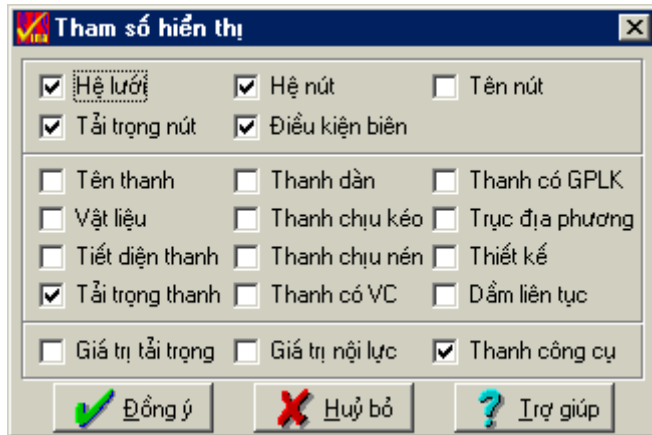 Tham số hiển thị
Hệ lưới Hệ nút Tên nút
Tải trọng nút Điều kiện biên
Tên thanh Thanh dàn Thanh có GPLK
Vật liệu Thanh chịu kéo Trục địa phương
Tiết diện thanh Thanh chịu nén Thiết kế
Tải trọng thanh Thanh có VC Dầm liên tục
Giá trị tải trọng Giá trị nội lực Thanh công cụ
Đồng ý Huỷ bỏ Trợ giúp